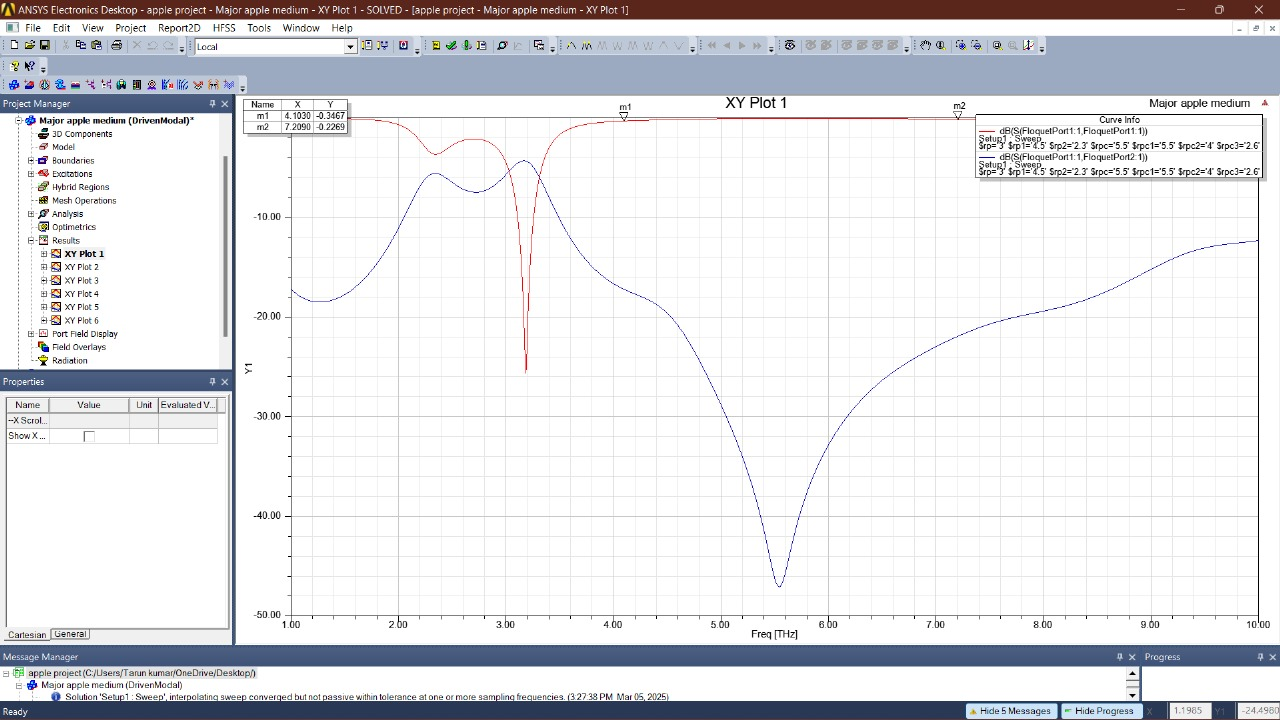 ANSYS Electronics Desktop - apple project - Major apple medium - XY Plot 1 - SOLVED - [apple project - Major apple medium - XY Plot 1]
File Edit View Project Report2D HFSS Tools Window Help
Local
Project Manager
Major apple medium (DrivenModal)*
3D Components
Model
Boundaries
Excitations
Hybrid Regions
Mesh Operations
Analysis
Optimetrics
Results
XY Plot 1
XY Plot 2
XY Plot 3
XY Plot 4
XY Plot 5
XY Plot 6
Port Field Display
Field Overlays
Radiation
Properties
Name Value Unit Evaluated V...
--X Scrol...
Show X ...
Cartesian General
Name X Y
m1 4.1030 -0.3467
m2 7.2090 -0.2269
XY Plot 1
Major apple medium
m1
m2
Curve Info
dB(S(FloquetPort1:1,FloquetPort1:1))
Setup1 : Sweep
$rp='3' $rp1='4.5' $rp2='2.3' $rpc='5.5' $rpc1='5.5' $rpc2='4' $rpc3='2.6'
dB(S(FloquetPort1:1,FloquetPort2:1))
Setup1 : Sweep
$rp='3' $rp1='4.5' $rp2='2.3' $rpc='5.5' $rpc1='5.5' $rpc2='4' $rpc3='2.6'
-10.00
-20.00
-30.00
-40.00
-50.00
Y1
1.00 2.00 3.00 4.00 5.00 6.00 7.00 8.00 9.00 10.00
Freq [THz]
Message Manager
apple project (C:/Users/Tarun kumar/OneDrive/Desktop/)
Major apple medium (DrivenModal)
Solution 'Setup1 : Sweep', interpolating sweep converged but not passive within tolerance at one or more sampling frequencies. (3:27:38 PM Mar 05, 2025)
Progress
Ready
Hide 5 Messages
Hide Progress
X 1.1985 Y1 -24.4980